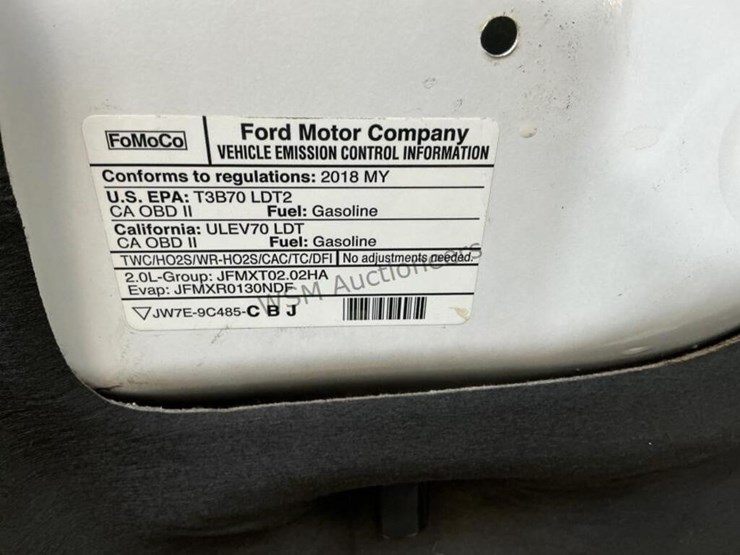 FoMoCo
Ford Motor Company
VEHICLE EMISSION CONTROL INFORMATION
Conforms to regulations: 2018 MY
U.S. EPA: T3B70 LDT2
CA OBD II Fuel: Gasoline
California: ULEV70 LDT
CA OBD II Fuel: Gasoline
TWC/HO2S/WR-HO2S/CAC/TC/DFI No adjustments needed.
2.0L-Group: JFMXT02.02HA
Evap: JFMXR0130NDF
JW7E-9C485-C B J
WSM Auctioneers